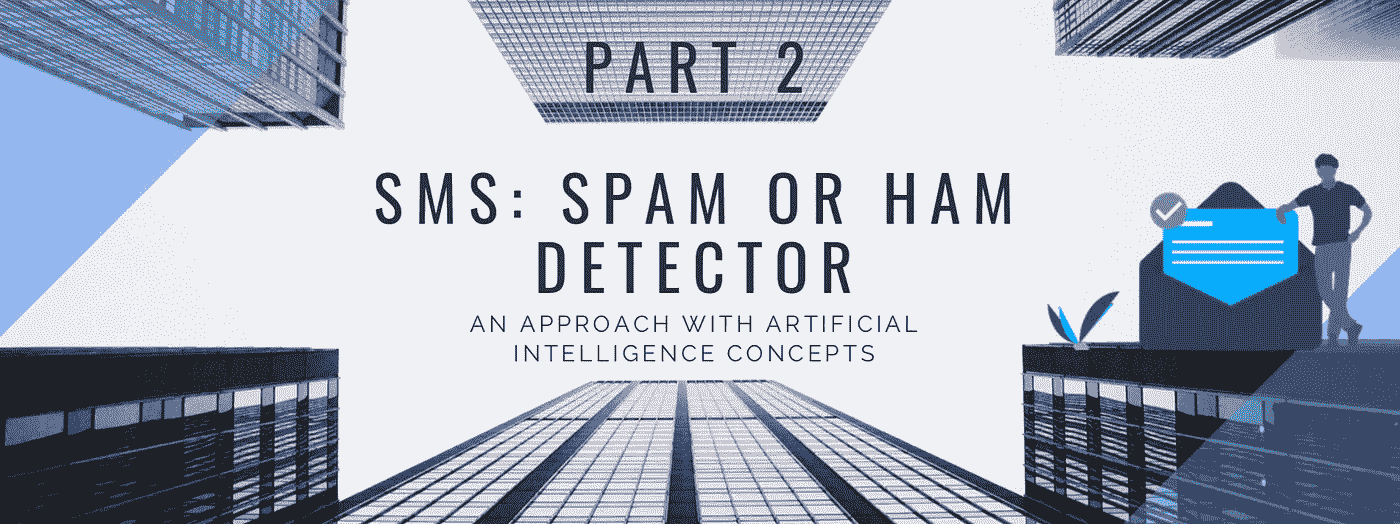 PART 2
SMS: SPAM OR HAM
DETECTOR
AN APPROACH WITH ARTIFICIAL
INTELLIGENCE CONCEPTS